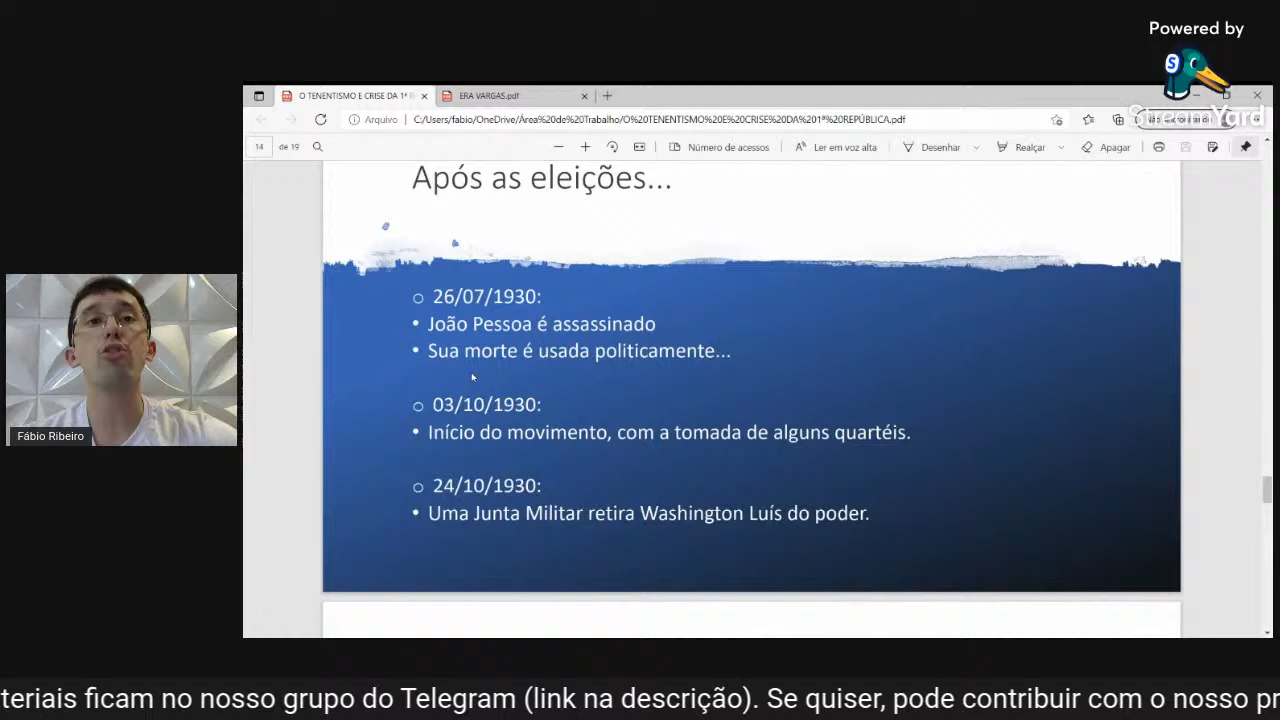 Powered by
S
StreamYard
O TENENTISMO E CRISE DA 1ª R
ERA VARGAS.pdf
Arquivo
C:/Users/fabio/OneDrive/Área%20de%20Trabalho/O%20TENENTISMO%20E%20CRISE%20DA%201ª%20REPÚBLICA.pdf
14 de 19
Número de acessos
Ler em voz alta
Desenhar
Realçar
Apagar
Após as eleições...
26/07/1930:
• João Pessoa é assassinado
• Sua morte é usada politicamente...
03/10/1930:
• Início do movimento, com a tomada de alguns quartéis.
24/10/1930:
• Uma Junta Militar retira Washington Luís do poder.
Fábio Ribeiro
teriais ficam no nosso grupo do Telegram (link na descrição). Se quiser, pode contribuir com o nosso pr